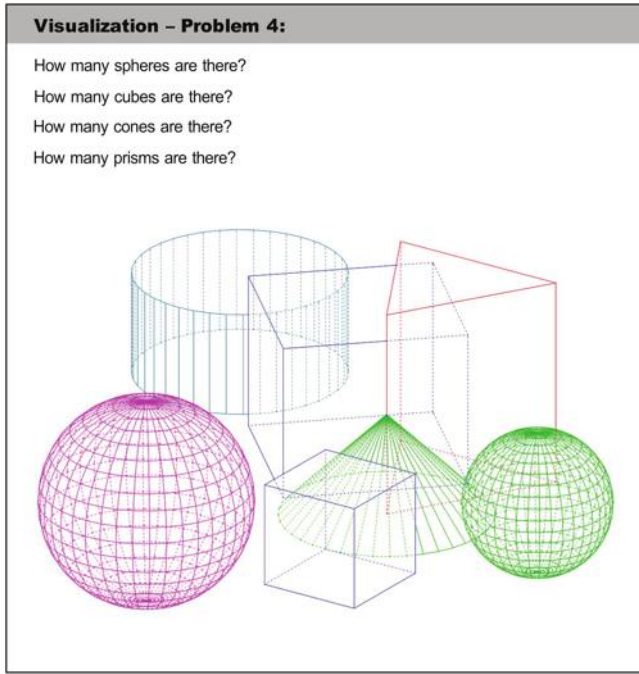 Visualization – Problem 4:
How many spheres are there?
How many cubes are there?
How many cones are there?
How many prisms are there?